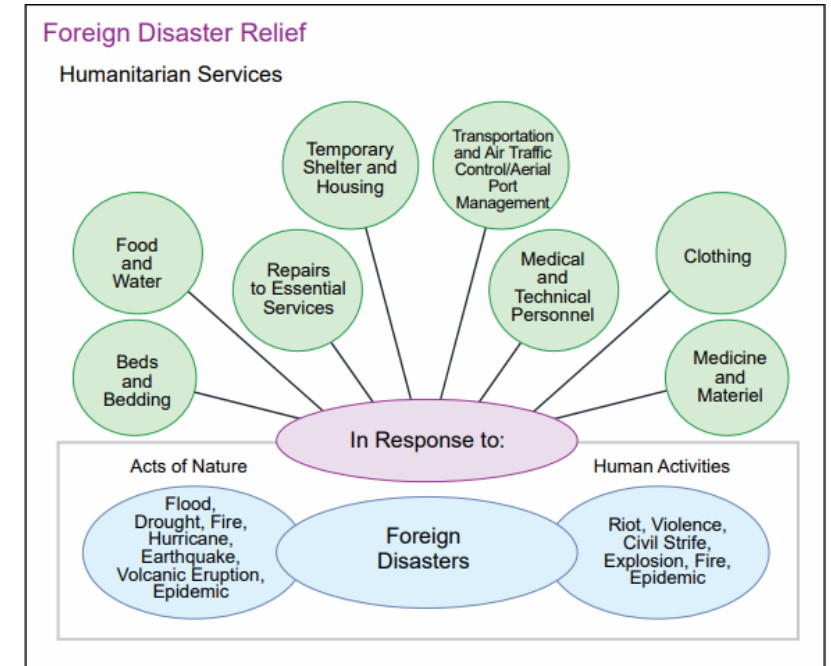 Foreign Disaster Relief
Humanitarian Services
Temporary
Shelter and
Housing
Transportation
and Air Traffic
Control/Aerial
Port
Management
Food
and
Water
Repairs
to Essential
Services
Medical
and
Technical
Personnel
Clothing
Beds
and
Bedding
Medicine
and
Materiel
In Response to:
Acts of Nature
Human Activities
Flood,
Drought, Fire,
Hurricane,
Earthquake,
Volcanic Eruption,
Epidemic
Foreign
Disasters
Riot, Violence,
Civil Strife,
Explosion, Fire,
Epidemic